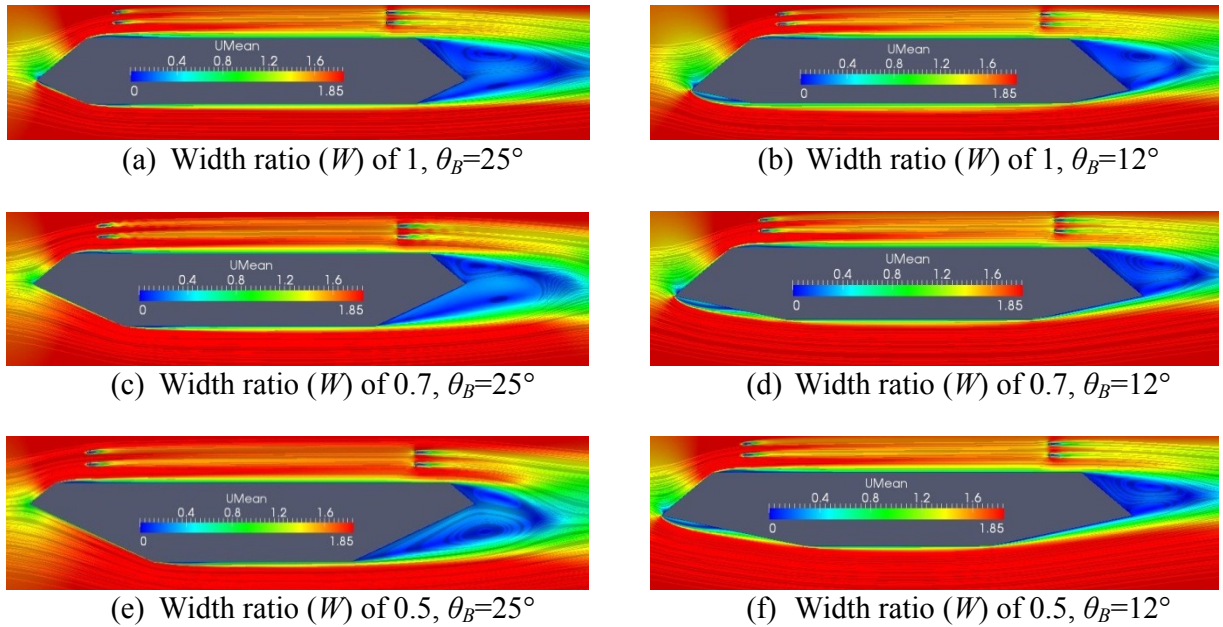 UMean
0.4 0.8 1.2 1.6
0 1.85
UMean
0.4 0.8 1.2 1.6
0 1.85
(a) Width ratio (W) of 1, θB=25°
(b) Width ratio (W) of 1, θB=12°
UMean
0.4 0.8 1.2 1.6
0 1.85
UMean
0.4 0.8 1.2 1.6
0 1.85
(c) Width ratio (W) of 0.7, θB=25°
(d) Width ratio (W) of 0.7, θB=12°
UMean
0.4 0.8 1.2 1.6
0 1.85
UMean
0.4 0.8 1.2 1.6
0 1.85
(e) Width ratio (W) of 0.5, θB=25°
(f) Width ratio (W) of 0.5, θB=12°